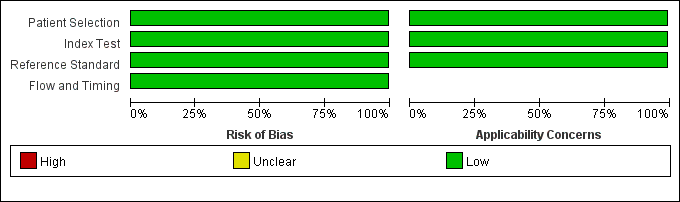 Patient Selection
Index Test
Reference Standard
Flow and Timing
0% 25% 50% 75% 100% 0% 25% 50% 75% 100%
Risk of Bias Applicability Concerns
High Unclear Low